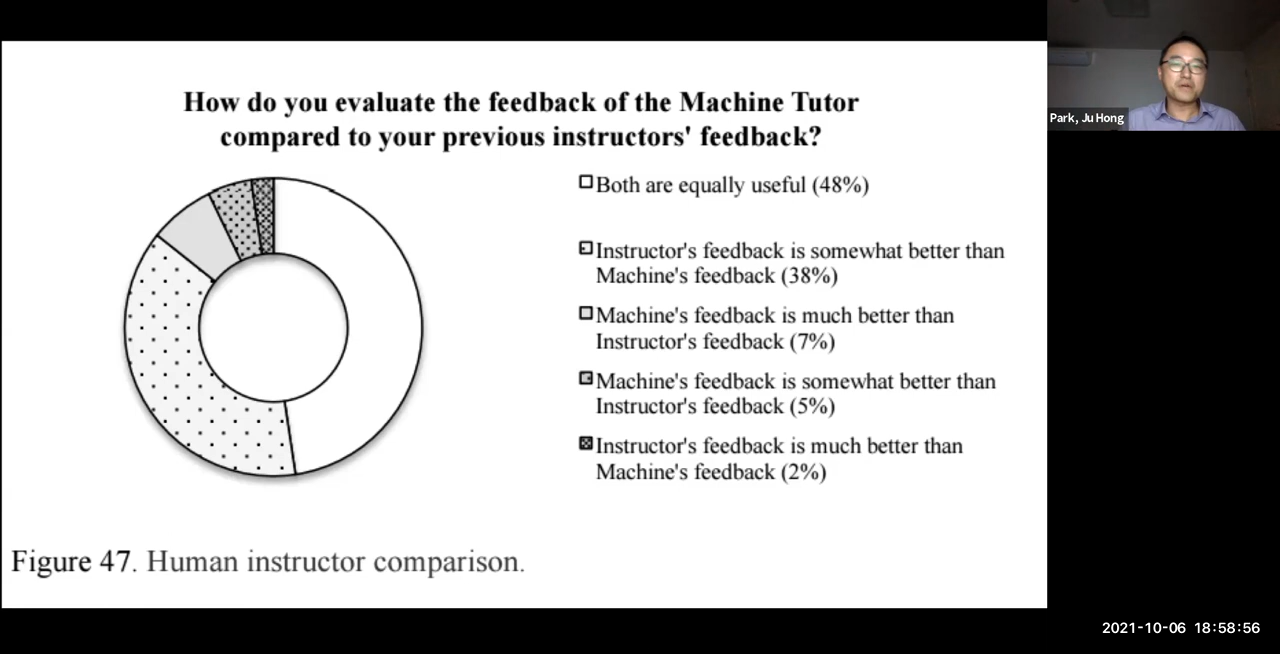 How do you evaluate the feedback of the Machine Tutor
compared to your previous instructors' feedback?
Both are equally useful (48%)
Instructor's feedback is somewhat better than
Machine's feedback (38%)
Machine's feedback is much better than
Instructor's feedback (7%)
Machine's feedback is somewhat better than
Instructor's feedback (5%)
Instructor's feedback is much better than
Machine's feedback (2%)
Figure 47. Human instructor comparison.
Park, Ju Hong
2021-10-06 18:58:56